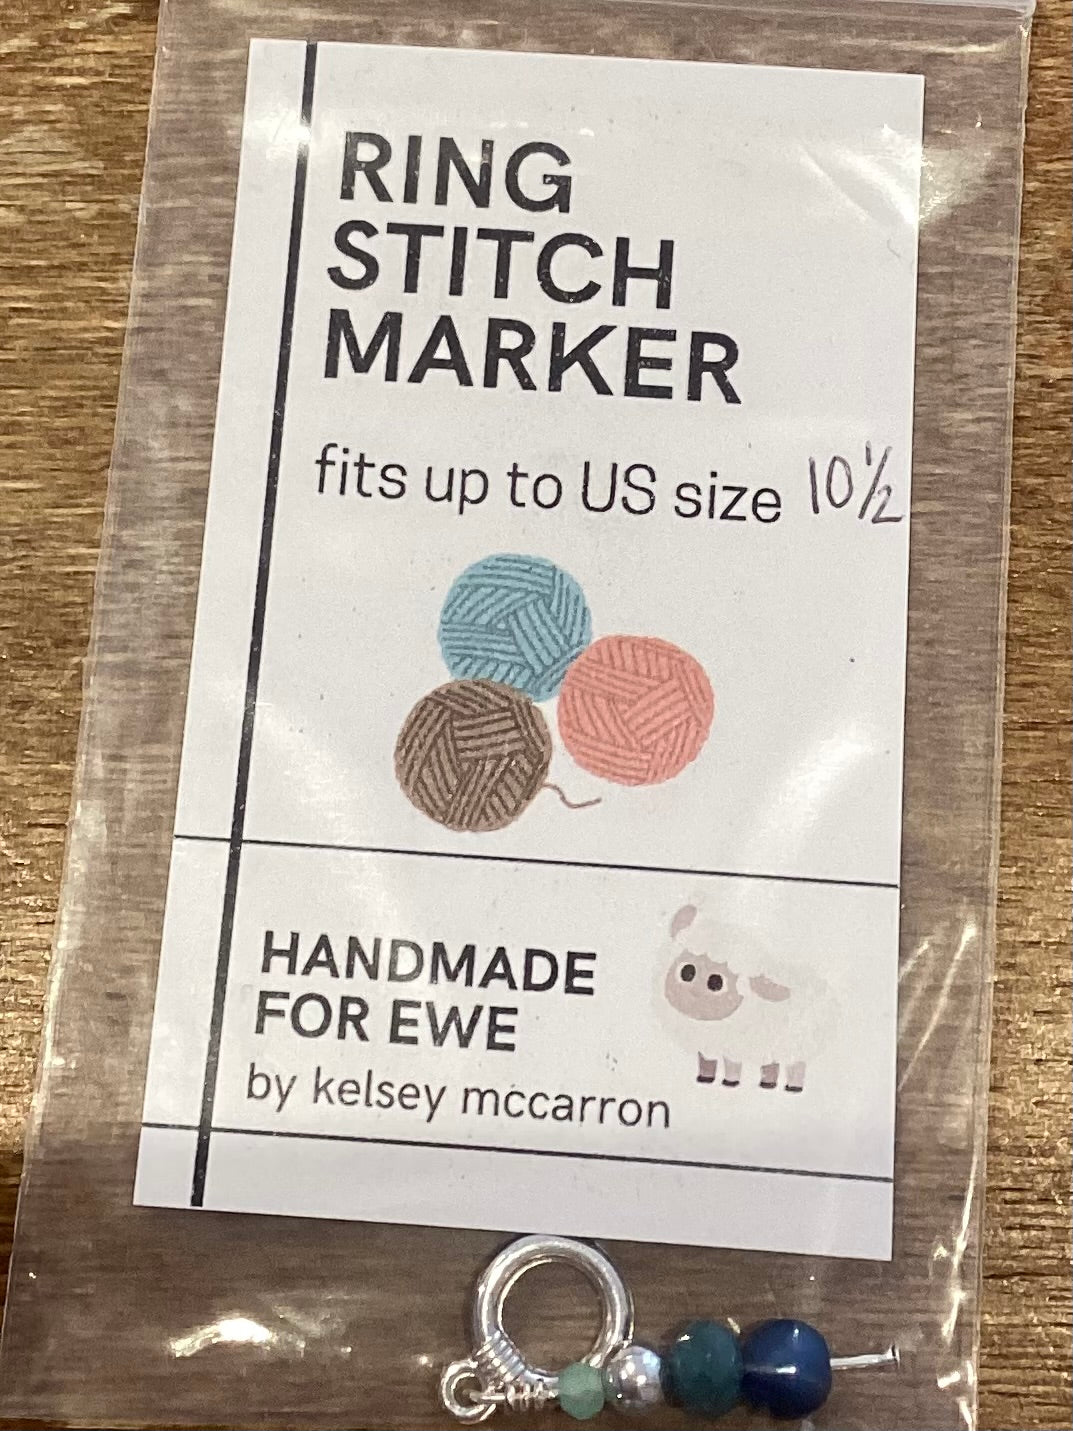 RING
STITCH
MARKER
fits up to US size 10½
HANDMADE
FOR EWE
by kelsey mccarron